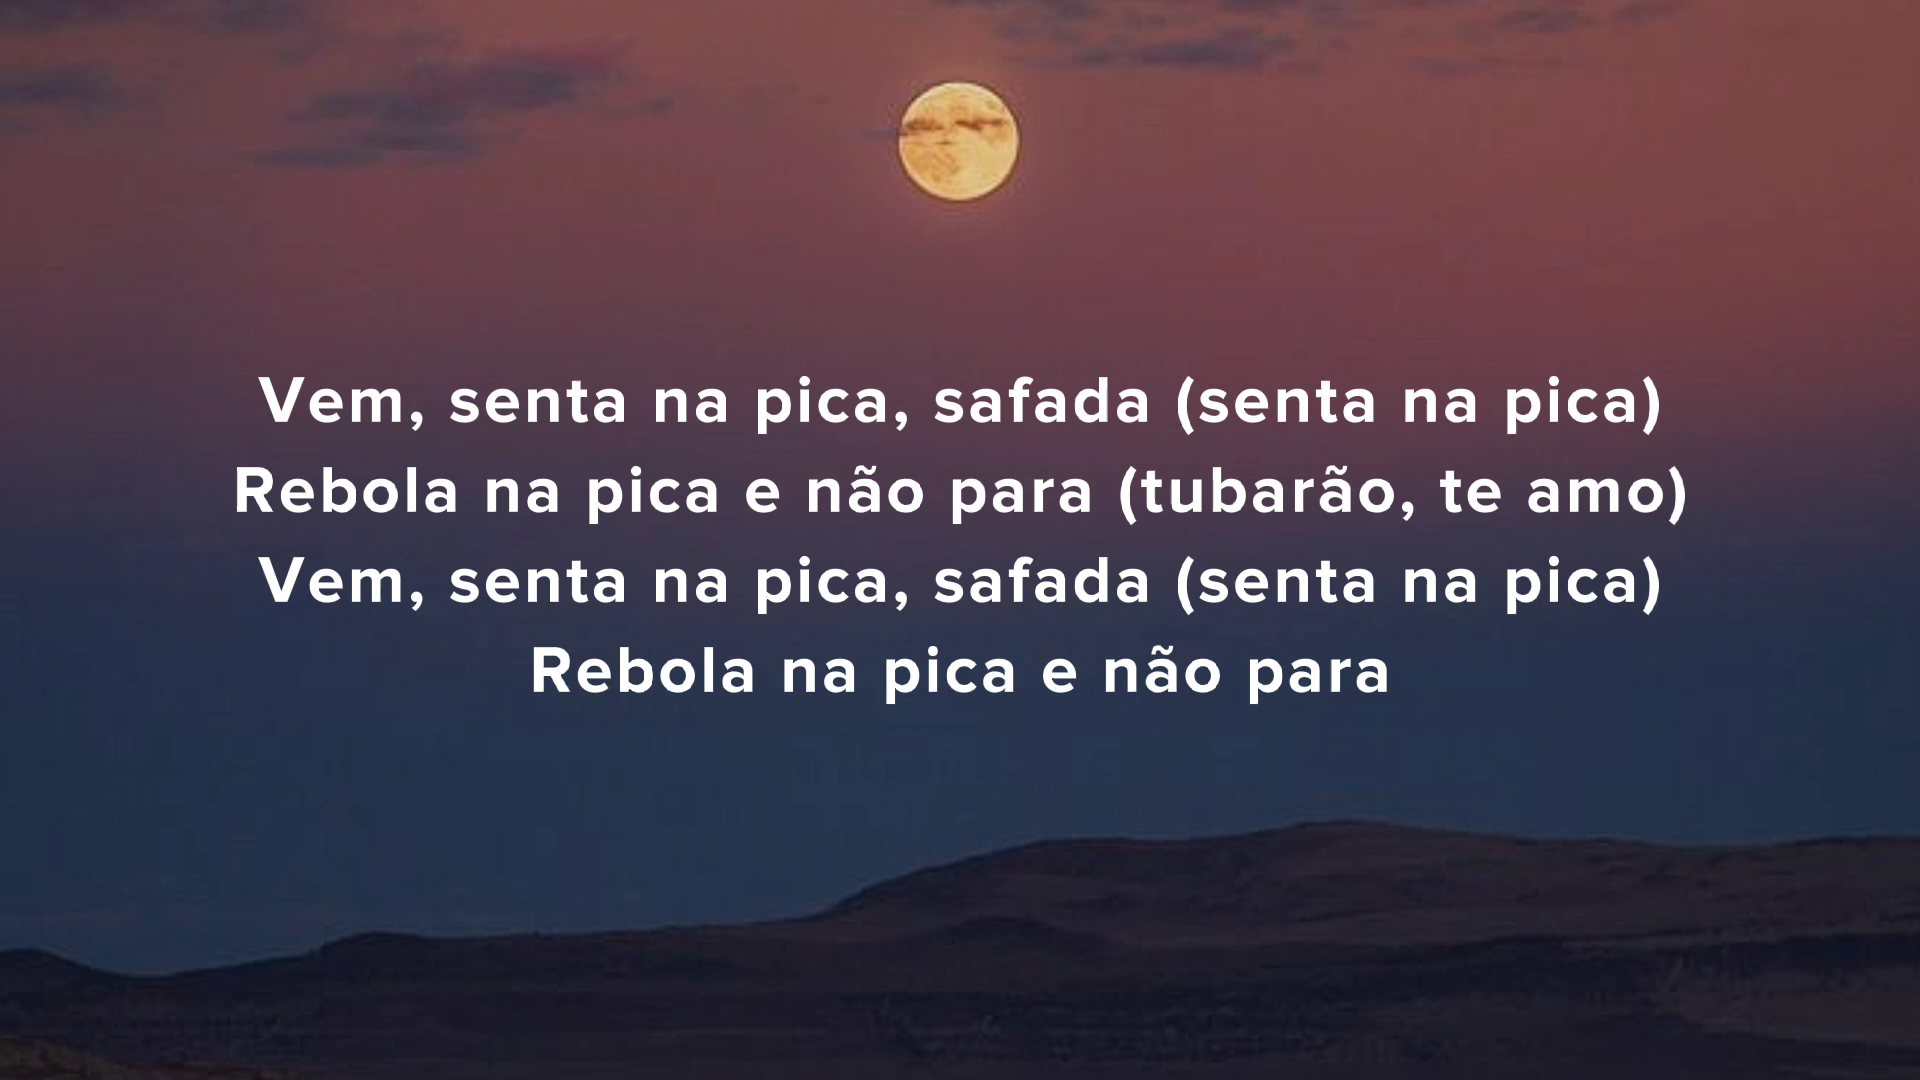 Vem, senta na pica, safada (senta na pica)
Rebola na pica e não para (tubarão, te amo)
Vem, senta na pica, safada (senta na pica)
Rebola na pica e não para